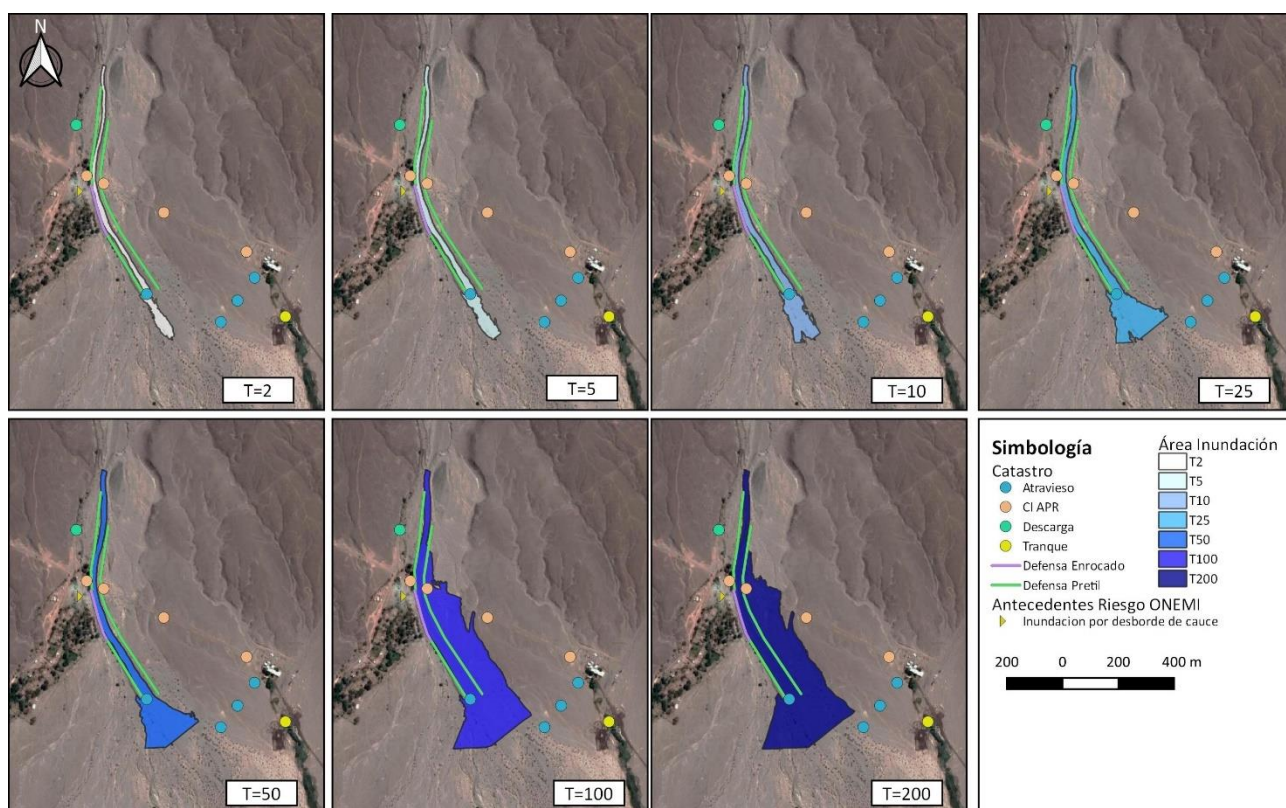 N
T=2
T=5
T=10
T=25
T=50
T=100
T=200
Simbología
Catastro
Atravieso
CI APR
Descarga
Tranque
Defensa Enrocado
Defensa Pretil
Antecedentes Riesgo ONEMI
Inundacion por desborde de cauce
Área Inundación
T2
T5
T10
T25
T50
T100
T200
200 0 200 400 m